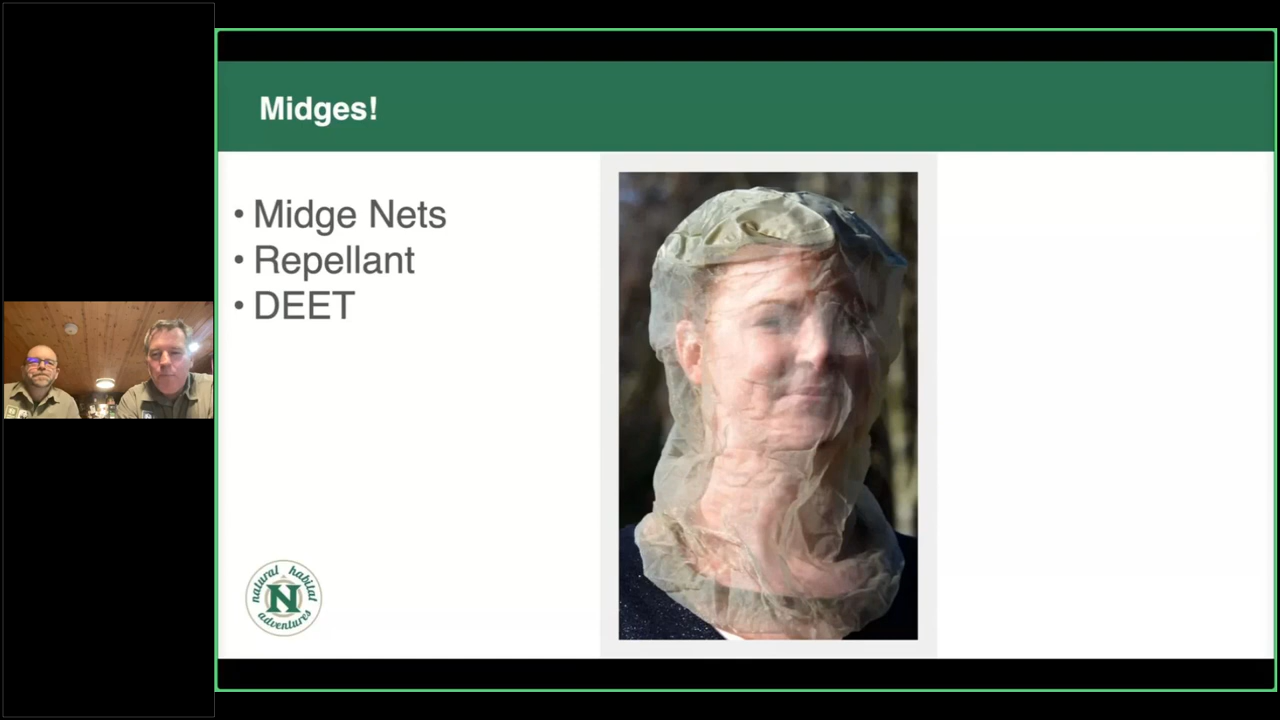 Midges!
• Midge Nets
• Repellant
• DEET
natural habitat
N
adventures